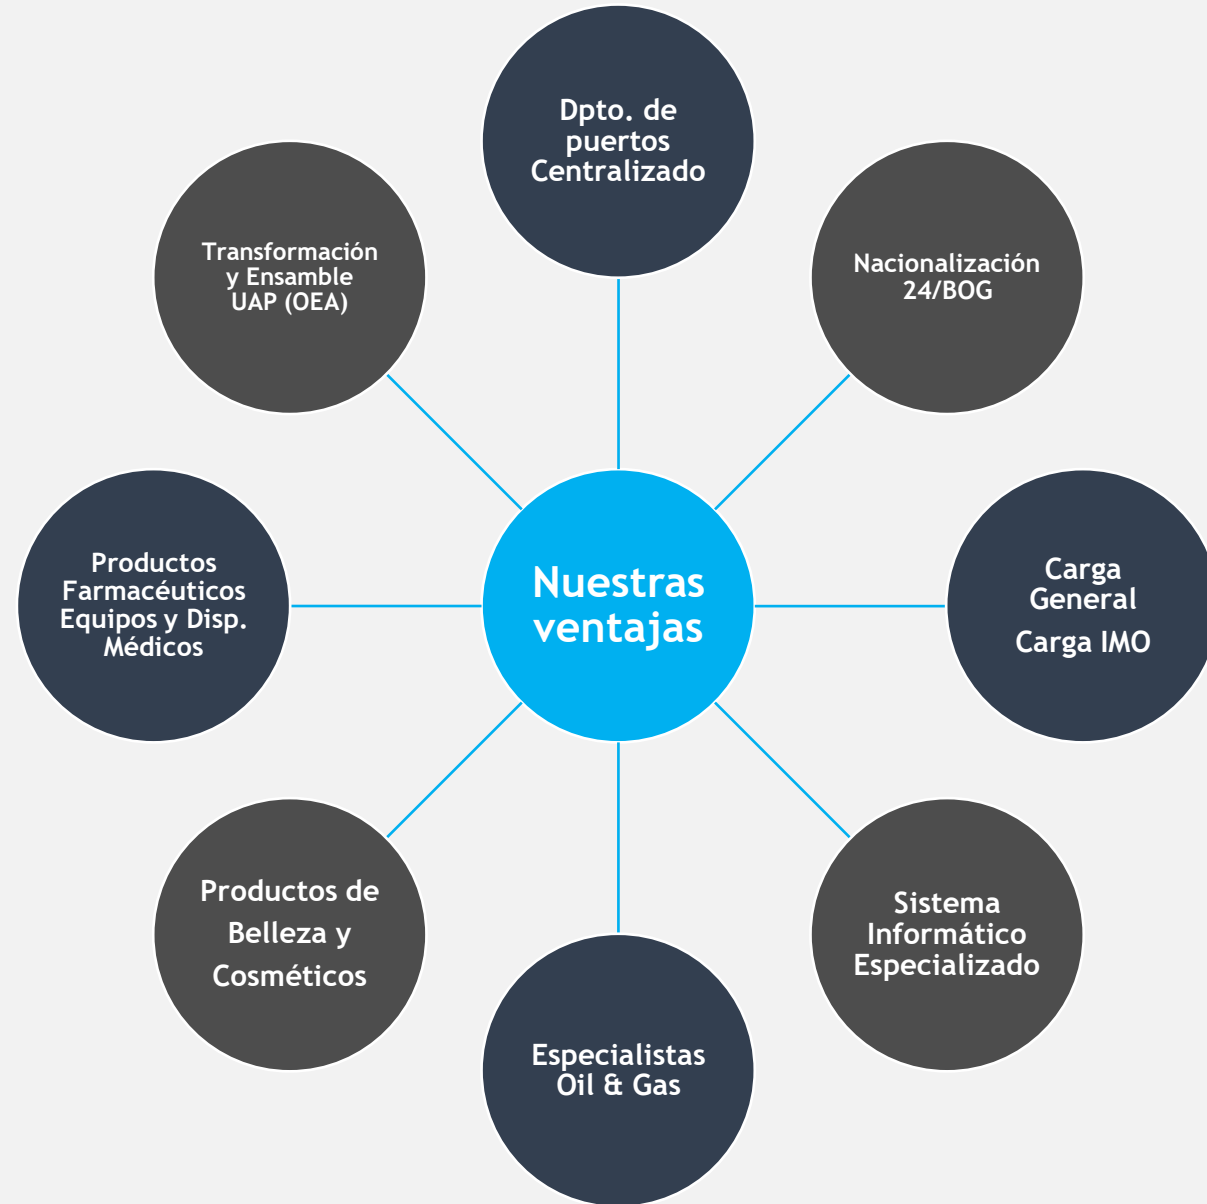 Dpto. de
puertos
Centralizado
Transformación
y Ensamble
UAP (OEA)
Nacionalización
24/BOG
Productos
Farmacéuticos
Equipos y Disp.
Médicos
Nuestras
ventajas
Carga
General
Carga IMO
Productos de
Belleza y
Cosméticos
Sistema
Informático
Especializado
Especialistas
Oil & Gas